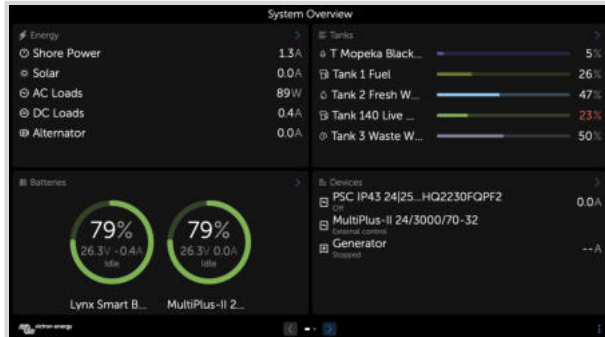 System Overview
Energy
Shore Power 1.3A
Solar 0.0A
AC Loads 89W
DC Loads 0.4A
Alternator 0.0A
Tanks
T Mopeka Black... 5%
Tank 1 Fuel 26%
Tank 2 Fresh W... 47%
Tank 140 Live ... 23%
Tank 3 Waste W... 50%
Batteries
79%
26.3V -0.4A
Idle
Lynx Smart B...
79%
26.3V 0.0A
Idle
MultiPlus-II 2...
Devices
PSC IP43 24|25...HQ2230FQPF2 0.0A
Off
MultiPlus-II 24/3000/70-32
External control
Generator --A
Stopped
victron energy